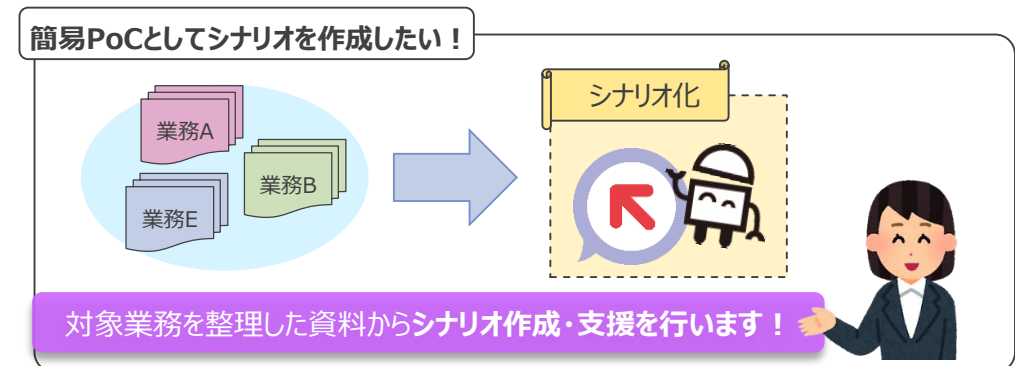 簡易PoCとしてシナリオを作成したい！
業務A
業務B
業務E
シナリオ化
対象業務を整理した資料からシナリオ作成・支援を行います！